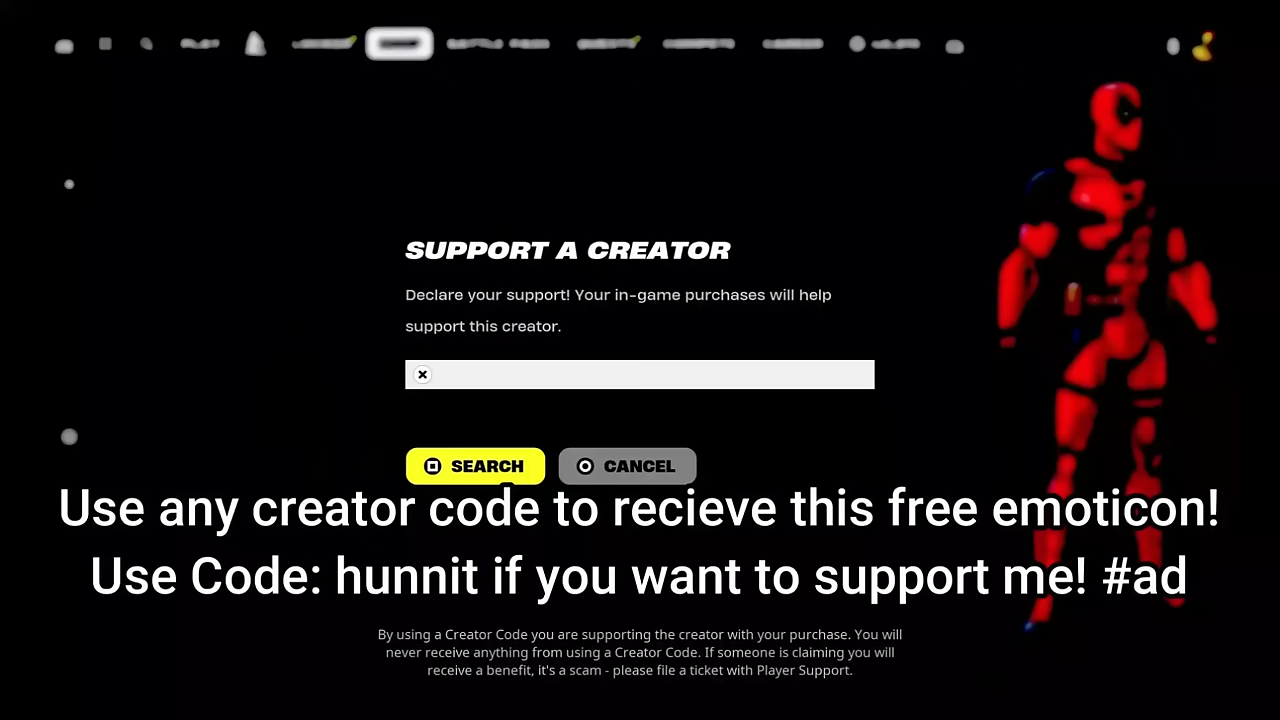 SUPPORT A CREATOR
Declare your support! Your in-game purchases will help
support this creator.
SEARCH
CANCEL
Use any creator code to recieve this free emoticon!
Use Code: hunnit if you want to support me! #ad
By using a Creator Code you are supporting the creator with your purchase. You will
never receive anything from using a Creator Code. If someone is claiming you will
receive a benefit, it's a scam - please file a ticket with Player Support.